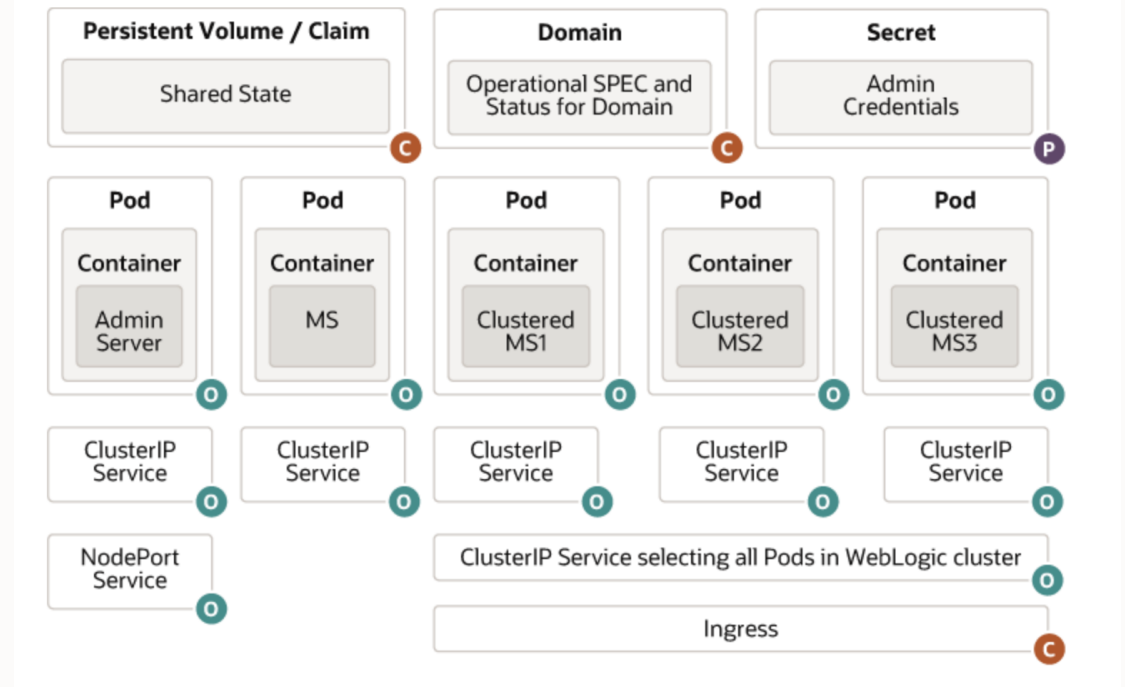 Persistent Volume / Claim
Shared State
C
Domain
Operational SPEC and
Status for Domain
C
Secret
Admin
Credentials
P
Pod
Container
Admin
Server
O
Pod
Container
MS
O
Pod
Container
Clustered
MS1
O
Pod
Container
Clustered
MS2
O
Pod
Container
Clustered
MS3
O
ClusterIP
Service
O
ClusterIP
Service
O
ClusterIP
Service
O
ClusterIP
Service
O
ClusterIP
Service
O
NodePort
Service
O
ClusterIP Service selecting all Pods in WebLogic cluster
O
Ingress
C